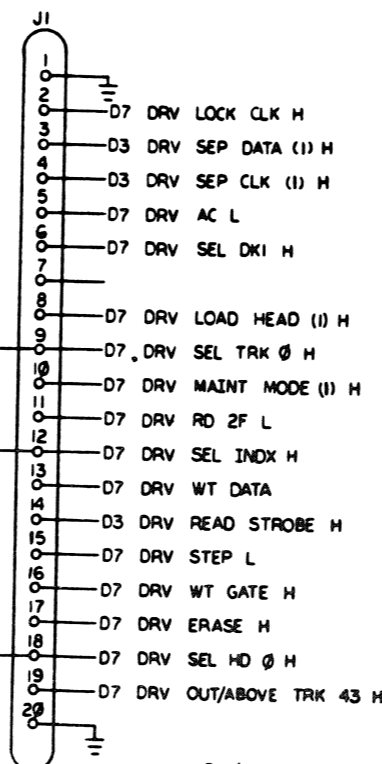 J1
1
2 D7 DRV LOCK CLK H
3 D3 DRV SEP DATA (1) H
4 D3 DRV SEP CLK (1) H
5 D7 DRV AC L
6 D7 DRV SEL DK1 H
7
8 D7 DRV LOAD HEAD (1) H
9 D7 DRV SEL TRK Ø H
1Ø D7 DRV MAINT MODE (1) H
11 D7 DRV RD 2F L
12 D7 DRV SEL INDX H
13 D7 DRV WT DATA
14 D3 DRV READ STROBE H
15 D7 DRV STEP L
16 D7 DRV WT GATE H
17 D7 DRV ERASE H
18 D7 DRV SEL HD Ø H
19 D7 DRV OUT/ABOVE TRK 43 H
2Ø